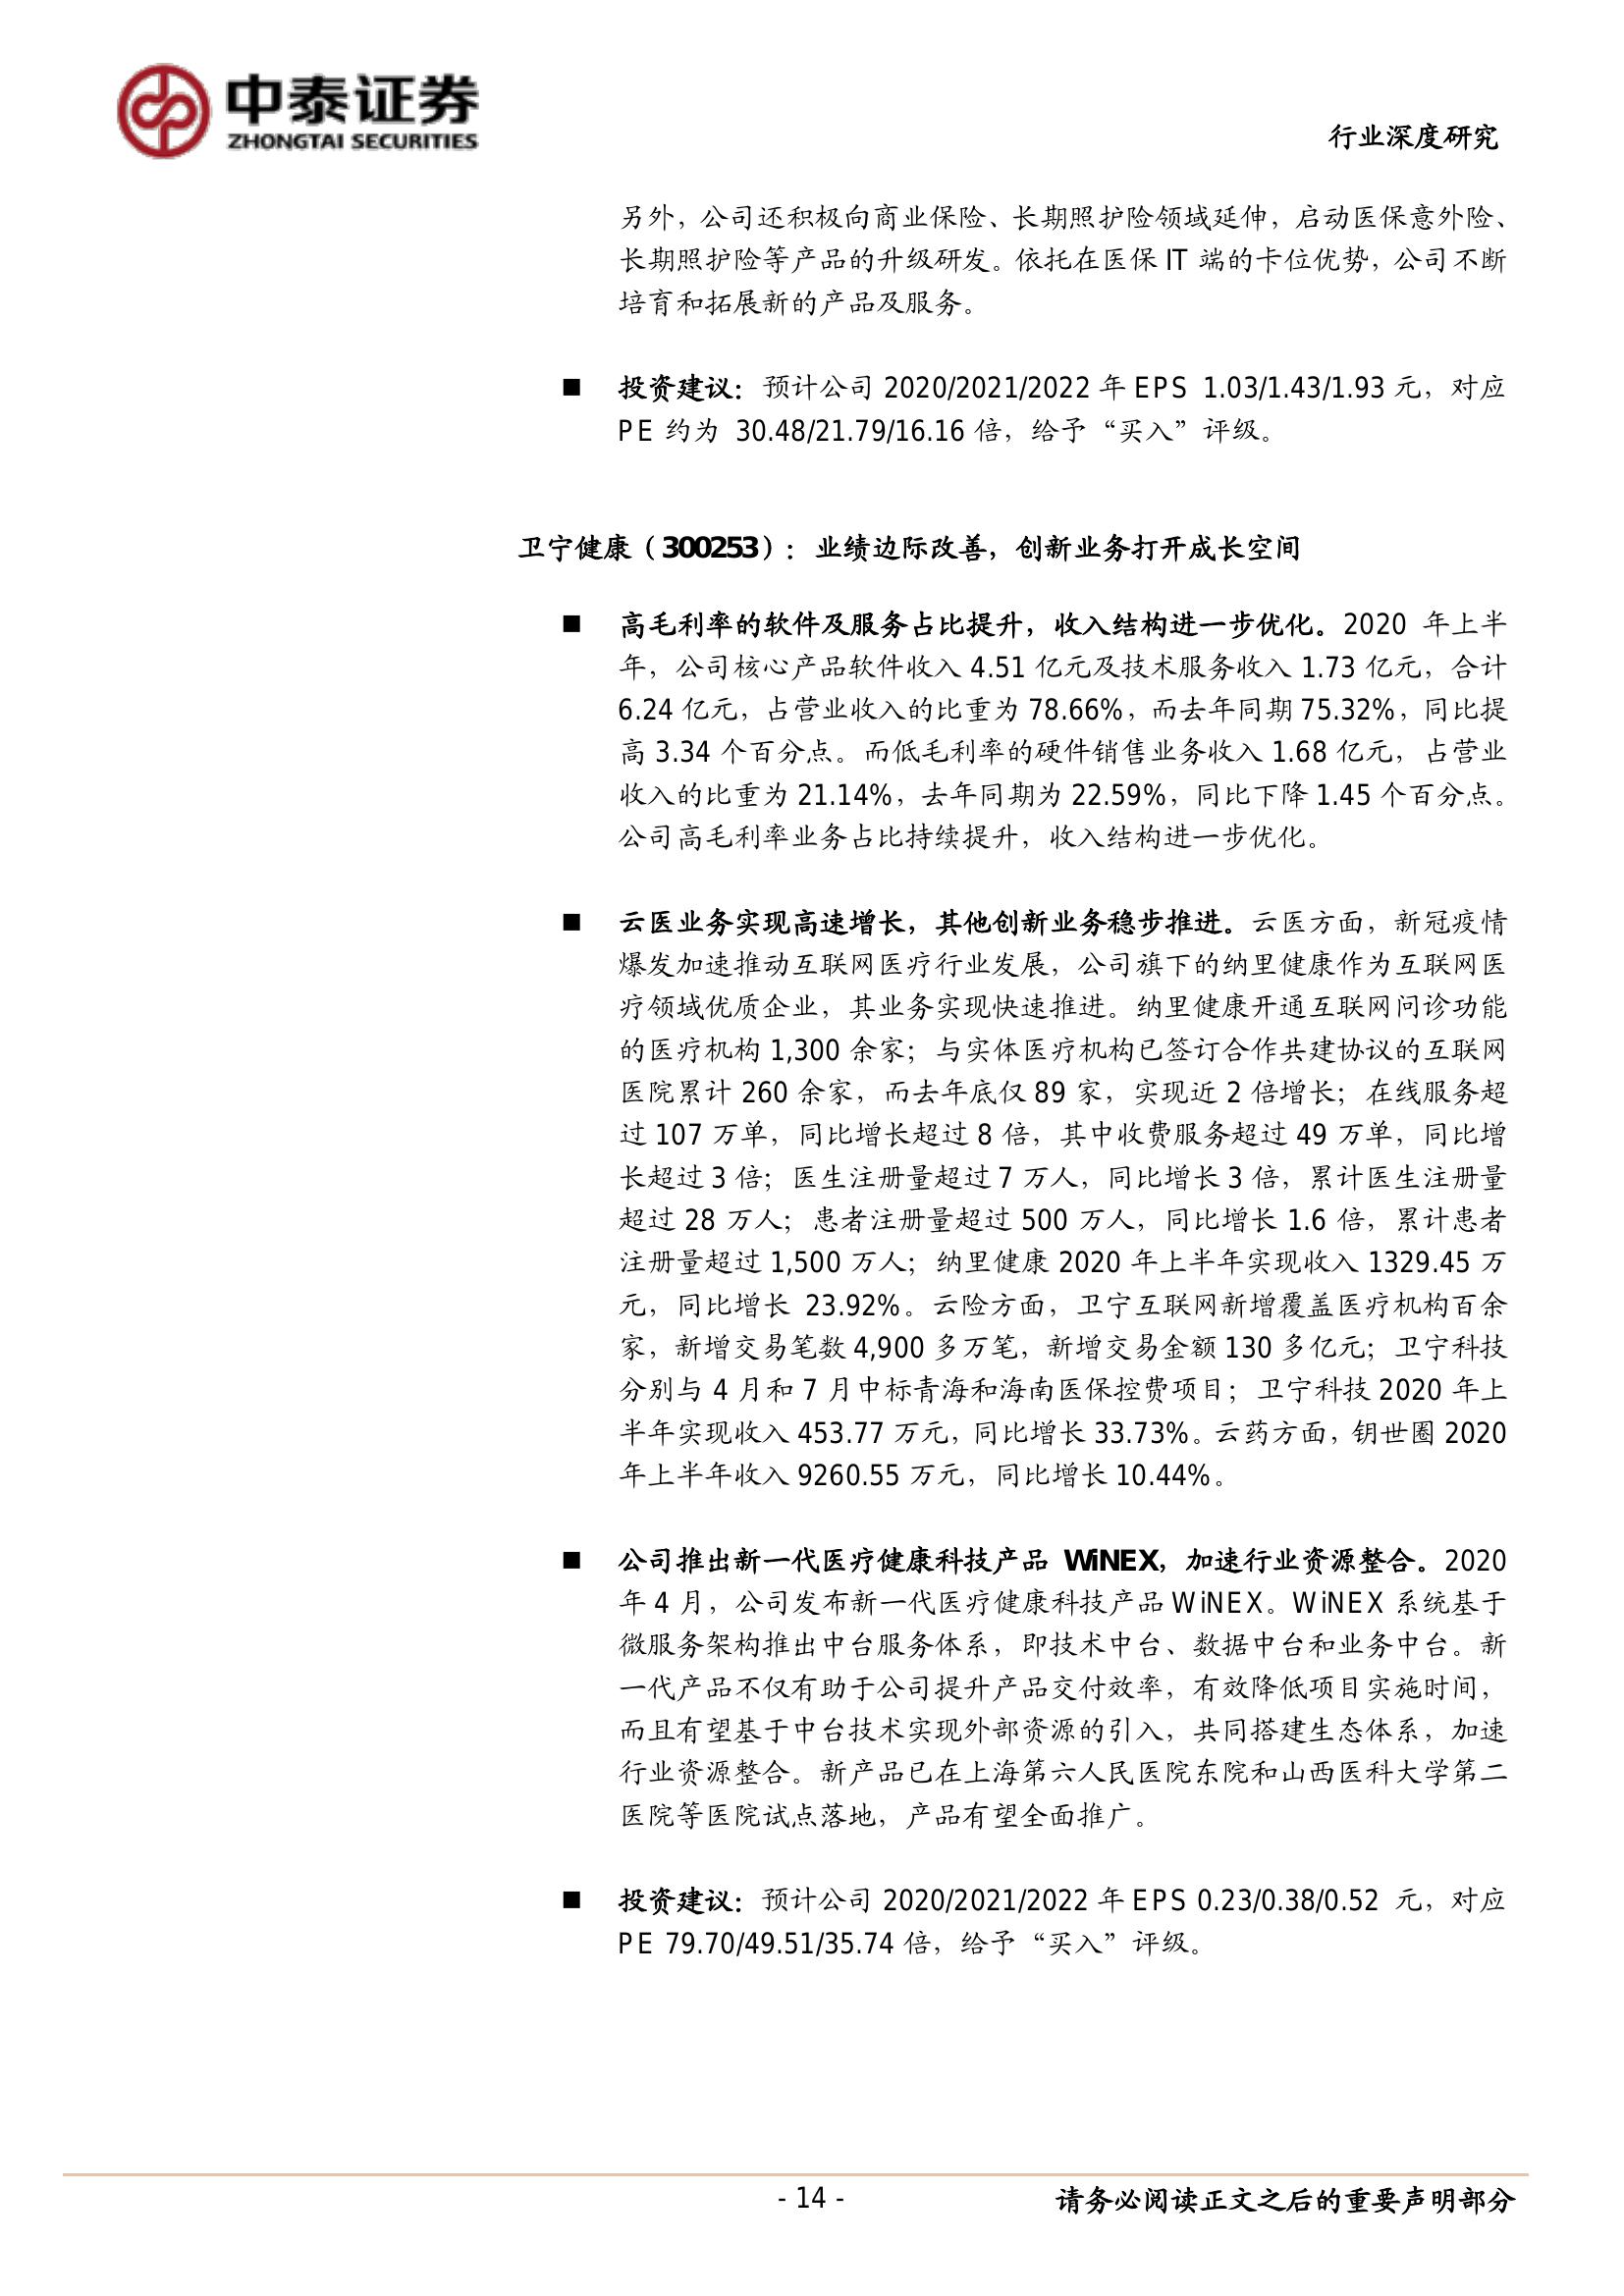 中泰证券
ZHONGTAI SECURITIES
行业深度研究
另外，公司还积极向商业保险、长期照护险领域延伸，启动医保意外险、
长期照护险等产品的升级研发。依托在医保 IT 端的卡位优势，公司不断
培育和拓展新的产品及服务。
■ 投资建议：预计公司 2020/2021/2022 年 EPS 1.03/1.43/1.93 元，对应
PE 约为 30.48/21.79/16.16 倍，给予“买入”评级。
卫宁健康（300253）：业绩边际改善，创新业务打开成长空间
■ 高毛利率的软件及服务占比提升，收入结构进一步优化。2020 年上半
年，公司核心产品软件收入 4.51 亿元及技术服务收入 1.73 亿元，合计
6.24 亿元，占营业收入的比重为 78.66%，而去年同期 75.32%，同比提
高 3.34 个百分点。而低毛利率的硬件销售业务收入 1.68 亿元，占营业
收入的比重为 21.14%，去年同期为 22.59%，同比下降 1.45 个百分点。
公司高毛利率业务占比持续提升，收入结构进一步优化。
■ 云医业务实现高速增长，其他创新业务稳步推进。云医方面，新冠疫情
爆发加速推动互联网医疗行业发展，公司旗下的纳里健康作为互联网医
疗领域优质企业，其业务实现快速推进。纳里健康开通互联网问诊功能
的医疗机构 1,300 余家；与实体医疗机构已签订合作共建协议的互联网
医院累计 260 余家，而去年底仅 89 家，实现近 2 倍增长；在线服务超
过 107 万单，同比增长超过 8 倍，其中收费服务超过 49 万单，同比增
长超过 3 倍；医生注册量超过 7 万人，同比增长 3 倍，累计医生注册量
超过 28 万人；患者注册量超过 500 万人，同比增长 1.6 倍，累计患者
注册量超过 1,500 万人；纳里健康 2020 年上半年实现收入 1329.45 万
元，同比增长 23.92%。云险方面，卫宁互联网新增覆盖医疗机构百余
家，新增交易笔数 4,900 多万笔，新增交易金额 130 多亿元；卫宁科技
分别与 4 月和 7 月中标青海和海南医保控费项目；卫宁科技 2020 年上
半年实现收入 453.77 万元，同比增长 33.73%。云药方面，钥世圈 2020
年上半年收入 9260.55 万元，同比增长 10.44%。
■ 公司推出新一代医疗健康科技产品 WiNEX，加速行业资源整合。2020
年 4 月，公司发布新一代医疗健康科技产品 WiNEX。WiNEX 系统基于
微服务架构推出中台服务体系，即技术中台、数据中台和业务中台。新
一代产品不仅有助于公司提升产品交付效率，有效降低项目实施时间，
而且有望基于中台技术实现外部资源的引入，共同搭建生态体系，加速
行业资源整合。新产品已在上海第六人民医院东院和山西医科大学第二
医院等医院试点落地，产品有望全面推广。
■ 投资建议：预计公司 2020/2021/2022 年 EPS 0.23/0.38/0.52 元，对应
PE 79.70/49.51/35.74 倍，给予“买入”评级。
- 14 -
请务必阅读正文之后的重要声明部分